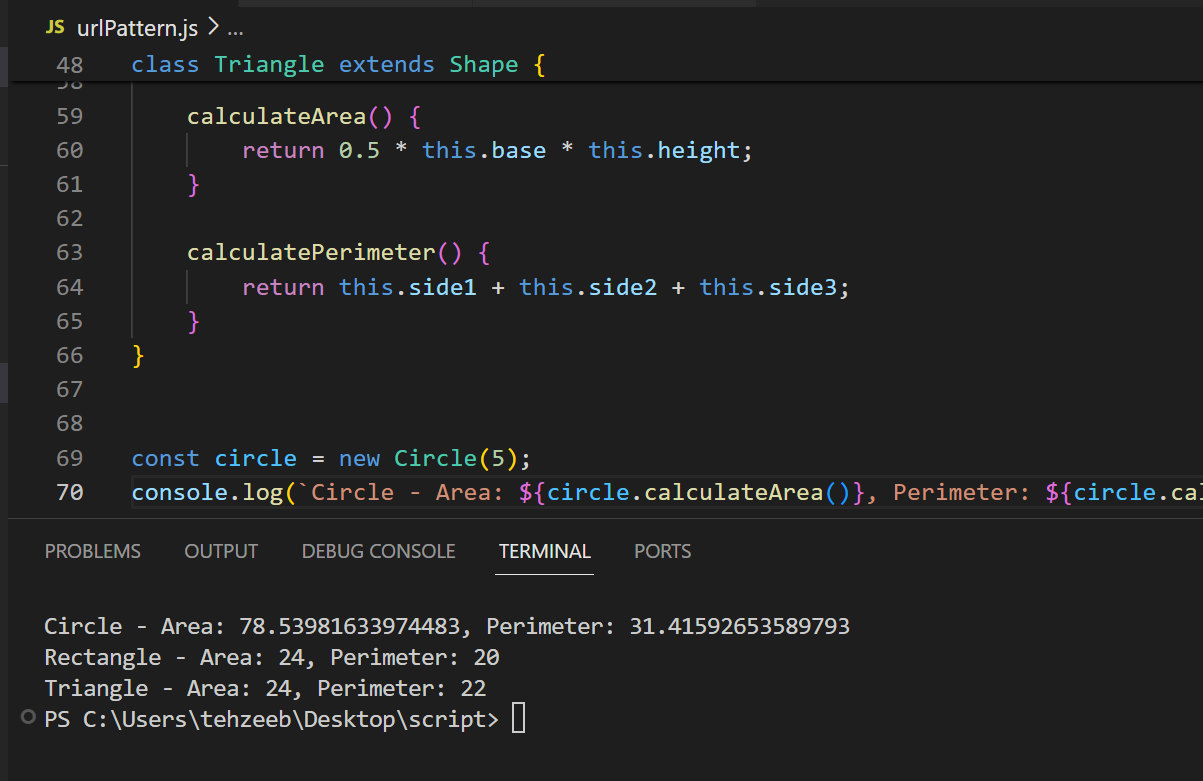 JS urlPattern.js > ...
48 class Triangle extends Shape {
58
59 calculateArea() {
60 return 0.5 * this.base * this.height;
61 }
62
63 calculatePerimeter() {
64 return this.side1 + this.side2 + this.side3;
65 }
66 }
67
68
69 const circle = new Circle(5);
70 console.log(`Circle - Area: ${circle.calculateArea()}, Perimeter: ${circle.cal
PROBLEMS OUTPUT DEBUG CONSOLE TERMINAL PORTS
Circle - Area: 78.53981633974483, Perimeter: 31.41592653589793
Rectangle - Area: 24, Perimeter: 20
Triangle - Area: 24, Perimeter: 22
PS C:\Users\tehzeeb\Desktop\script>